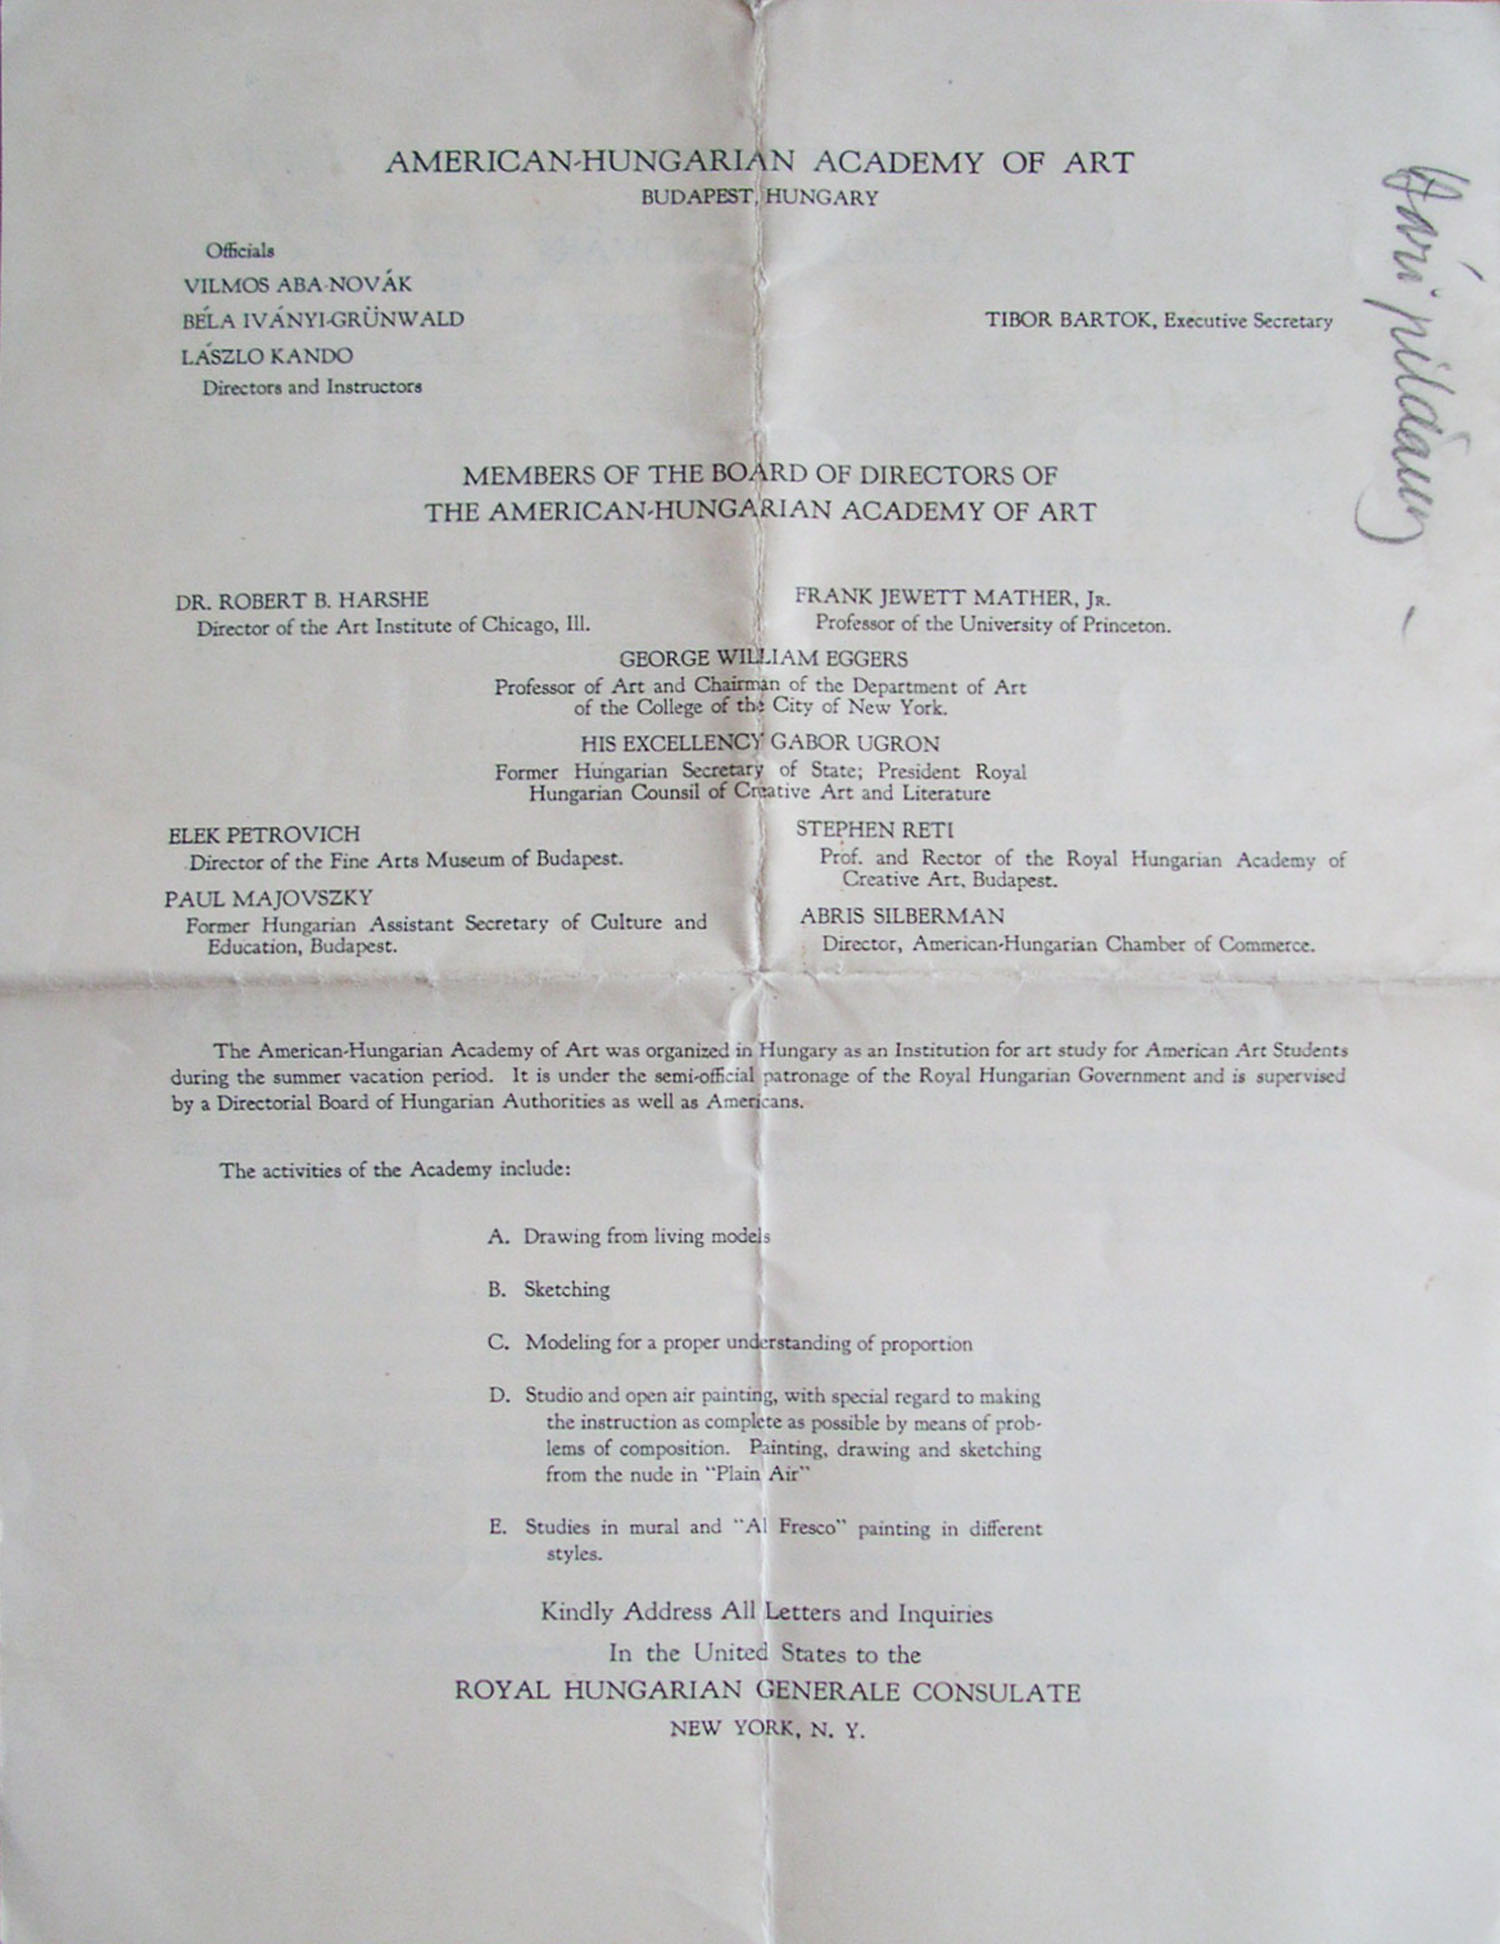 AMERICAN-HUNGARIAN ACADEMY OF ART
BUDAPEST, HUNGARY
Officials
VILMOS ABA-NOVÁK
BÉLA IVÁNYI-GRÜNWALD
LÁSZLO KANDO
Directors and Instructors
TIBOR BARTOK, Executive Secretary
MEMBERS OF THE BOARD OF DIRECTORS OF
THE AMERICAN-HUNGARIAN ACADEMY OF ART
DR. ROBERT B. HARSHE
Director of the Art Institute of Chicago, Ill.
FRANK JEWETT MATHER, JR.
Professor of the University of Princeton.
GEORGE WILLIAM EGGERS
Professor of Art and Chairman of the Department of Art
of the College of the City of New York.
HIS EXCELLENCY GABOR UGRON
Former Hungarian Secretary of State; President Royal
Hungarian Counsil of Creative Art and Literature
ELEK PETROVICH
Director of the Fine Arts Museum of Budapest.
PAUL MAJOVSZKY
Former Hungarian Assistant Secretary of Culture and
Education, Budapest.
STEPHEN RETI
Prof. and Rector of the Royal Hungarian Academy of
Creative Art, Budapest.
ABRIS SILBERMAN
Director, American-Hungarian Chamber of Commerce.
The American-Hungarian Academy of Art was organized in Hungary as an Institution for art study for American Art Students
during the summer vacation period. It is under the semi-official patronage of the Royal Hungarian Government and is supervised
by a Directorial Board of Hungarian Authorities as well as Americans.
The activities of the Academy include:
A. Drawing from living models
B. Sketching
C. Modeling for a proper understanding of proportion
D. Studio and open air painting, with special regard to making
the instruction as complete as possible by means of prob-
lems of composition. Painting, drawing and sketching
from the nude in "Plain Air"
E. Studies in mural and "Al Fresco" painting in different
styles.
Kindly Address All Letters and Inquiries
In the United States to the
ROYAL HUNGARIAN GENERALE CONSULATE
NEW YORK, N. Y.